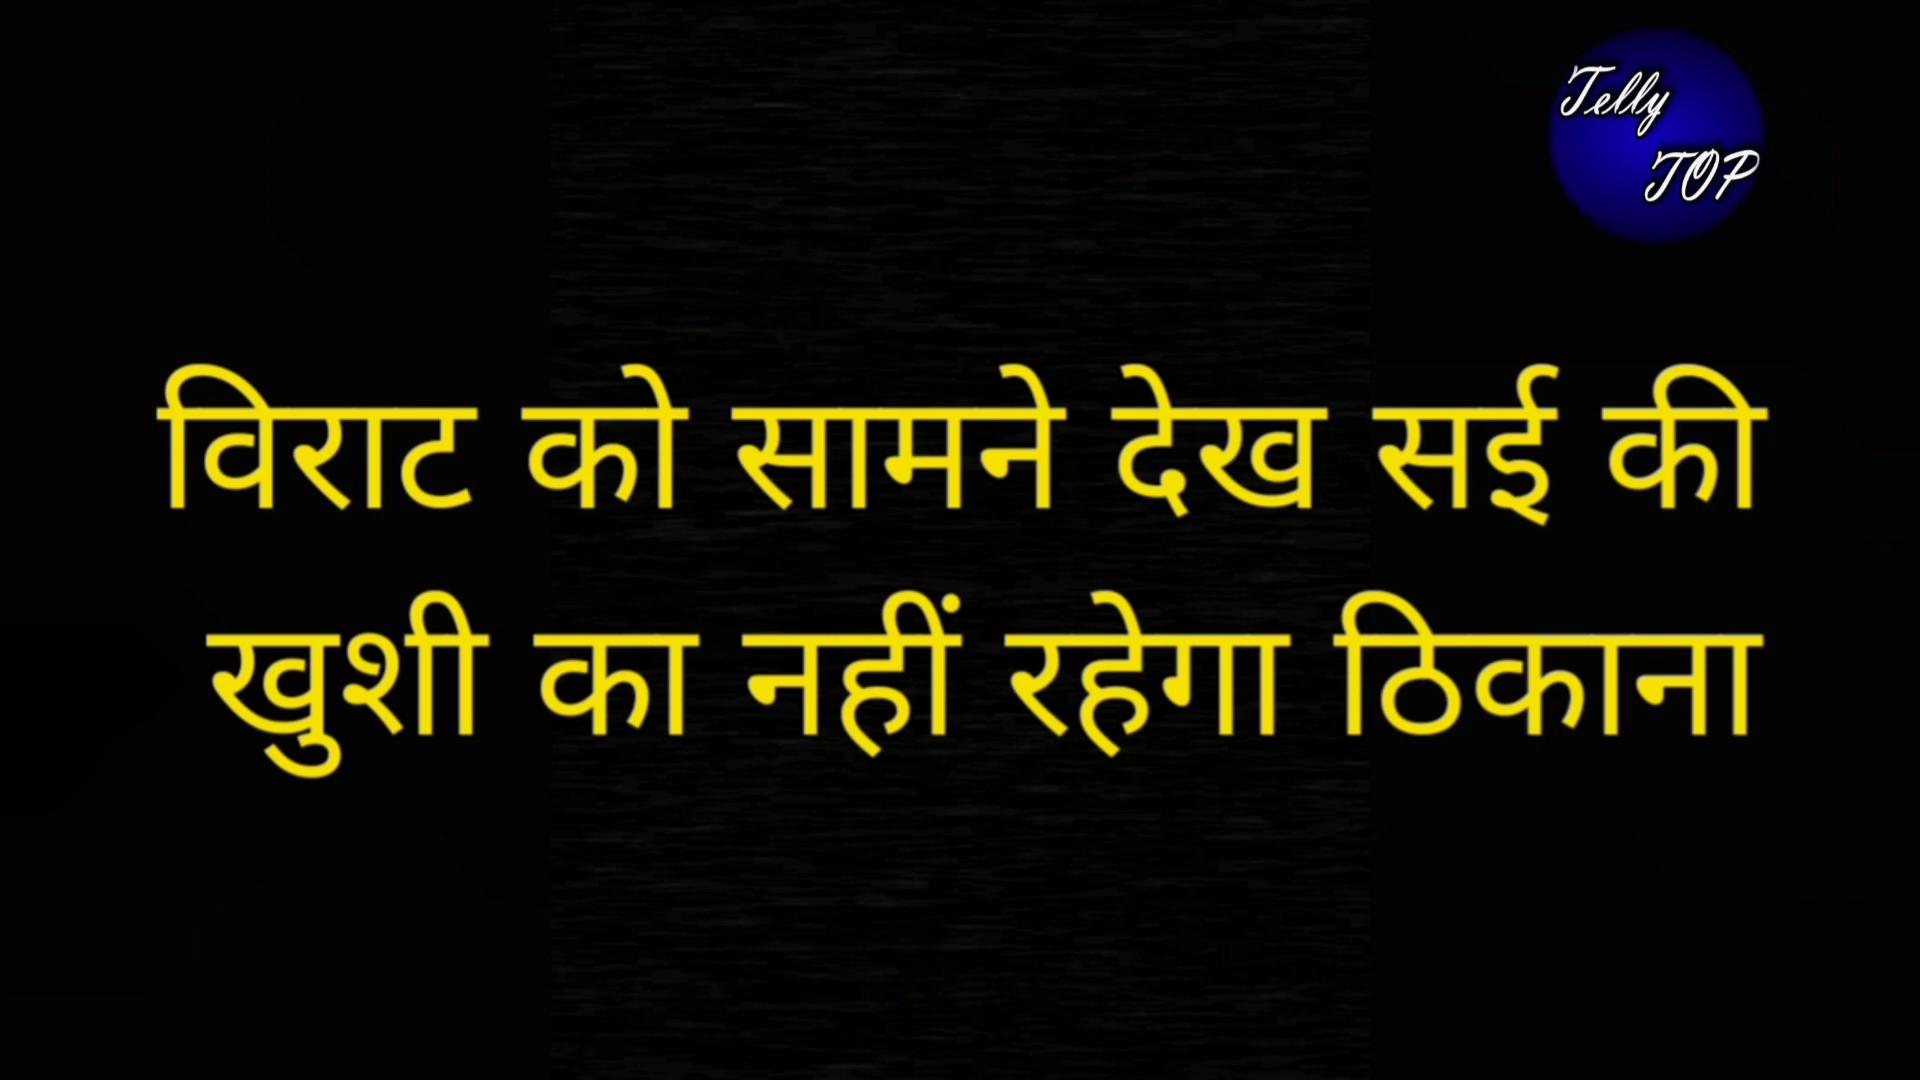 Telly
TOP
विराट को सामने देख सई की
खुशी का नहीं रहेगा ठिकाना